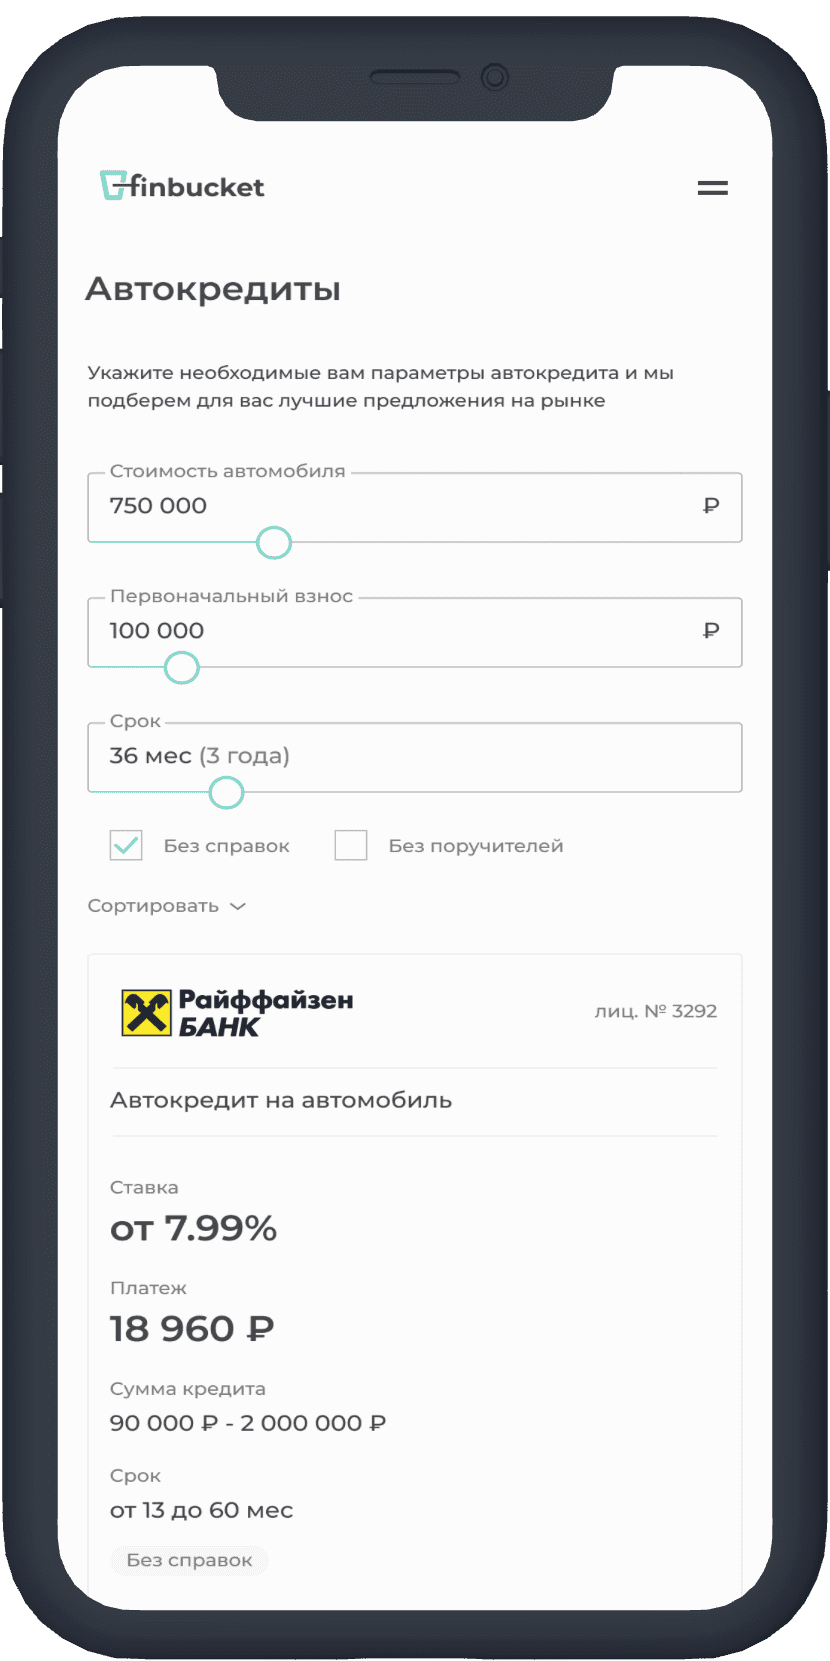 finbucket
Автокредиты
Укажите необходимые вам параметры автокредита и мы
подберем для вас лучшие предложения на рынке
Стоимость автомобиля
750 000 ₽
Первоначальный взнос
100 000 ₽
Срок
36 мес (3 года)
Без справок Без поручителей
Сортировать
Райффайзен
БАНК
лиц. № 3292
Автокредит на автомобиль
Ставка
от 7.99%
Платеж
18 960 ₽
Сумма кредита
90 000 ₽ - 2 000 000 ₽
Срок
от 13 до 60 мес
Без справок